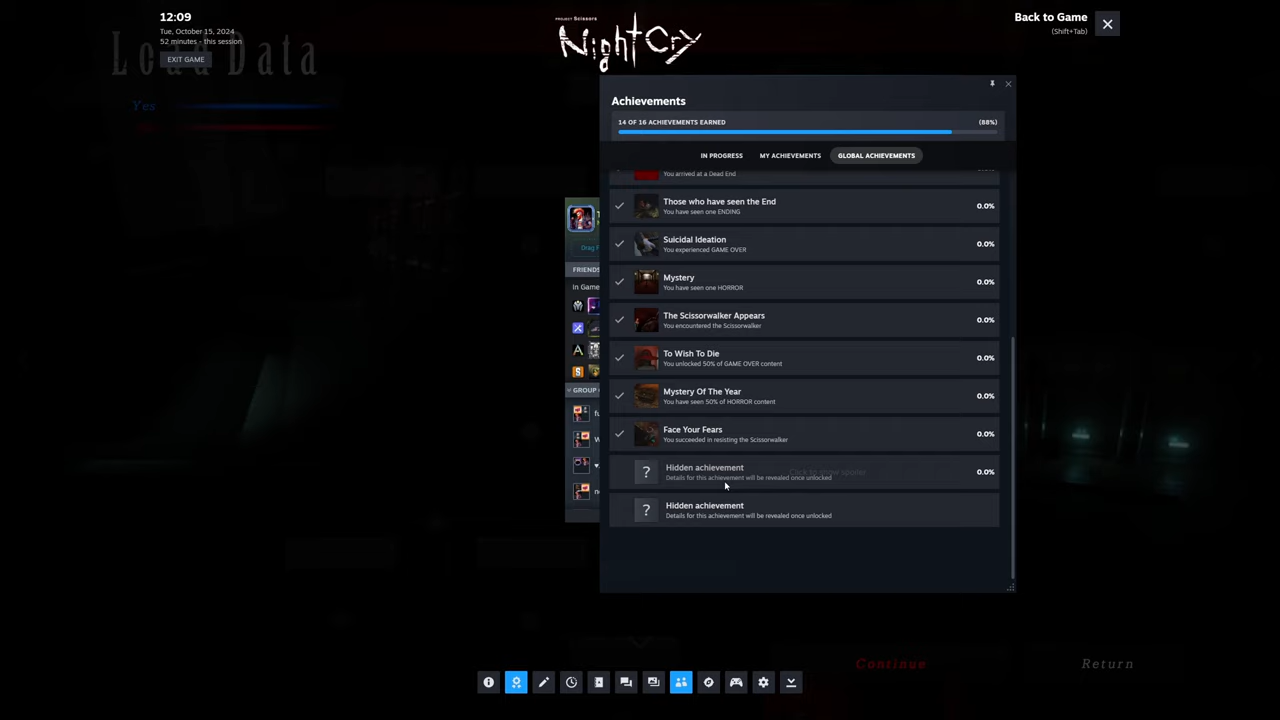 12:09
Tue, October 15, 2024
52 minutes - this session
EXIT GAME
Load Data
Yes
PROJECT Scissors
NightCry
Back to Game
(Shift+Tab)
Achievements
14 OF 16 ACHIEVEMENTS EARNED
(88%)
IN PROGRESS
MY ACHIEVEMENTS
GLOBAL ACHIEVEMENTS
You arrived at a Dead End
Those who have seen the End
You have seen one ENDING
0.0%
Suicidal Ideation
You experienced GAME OVER
0.0%
Mystery
You have seen one HORROR
0.0%
The Scissorwalker Appears
You encountered the Scissorwalker
0.0%
To Wish To Die
You unlocked 50% of GAME OVER content
0.0%
Mystery Of The Year
You have seen 50% of HORROR content
0.0%
Face Your Fears
You succeeded in resisting the Scissorwalker
0.0%
Hidden achievement
Details for this achievement will be revealed once unlocked
Click to show spoiler
0.0%
Hidden achievement
Details for this achievement will be revealed once unlocked
Drag F
FRIENDS
In Game
GROUP
Continue
Return